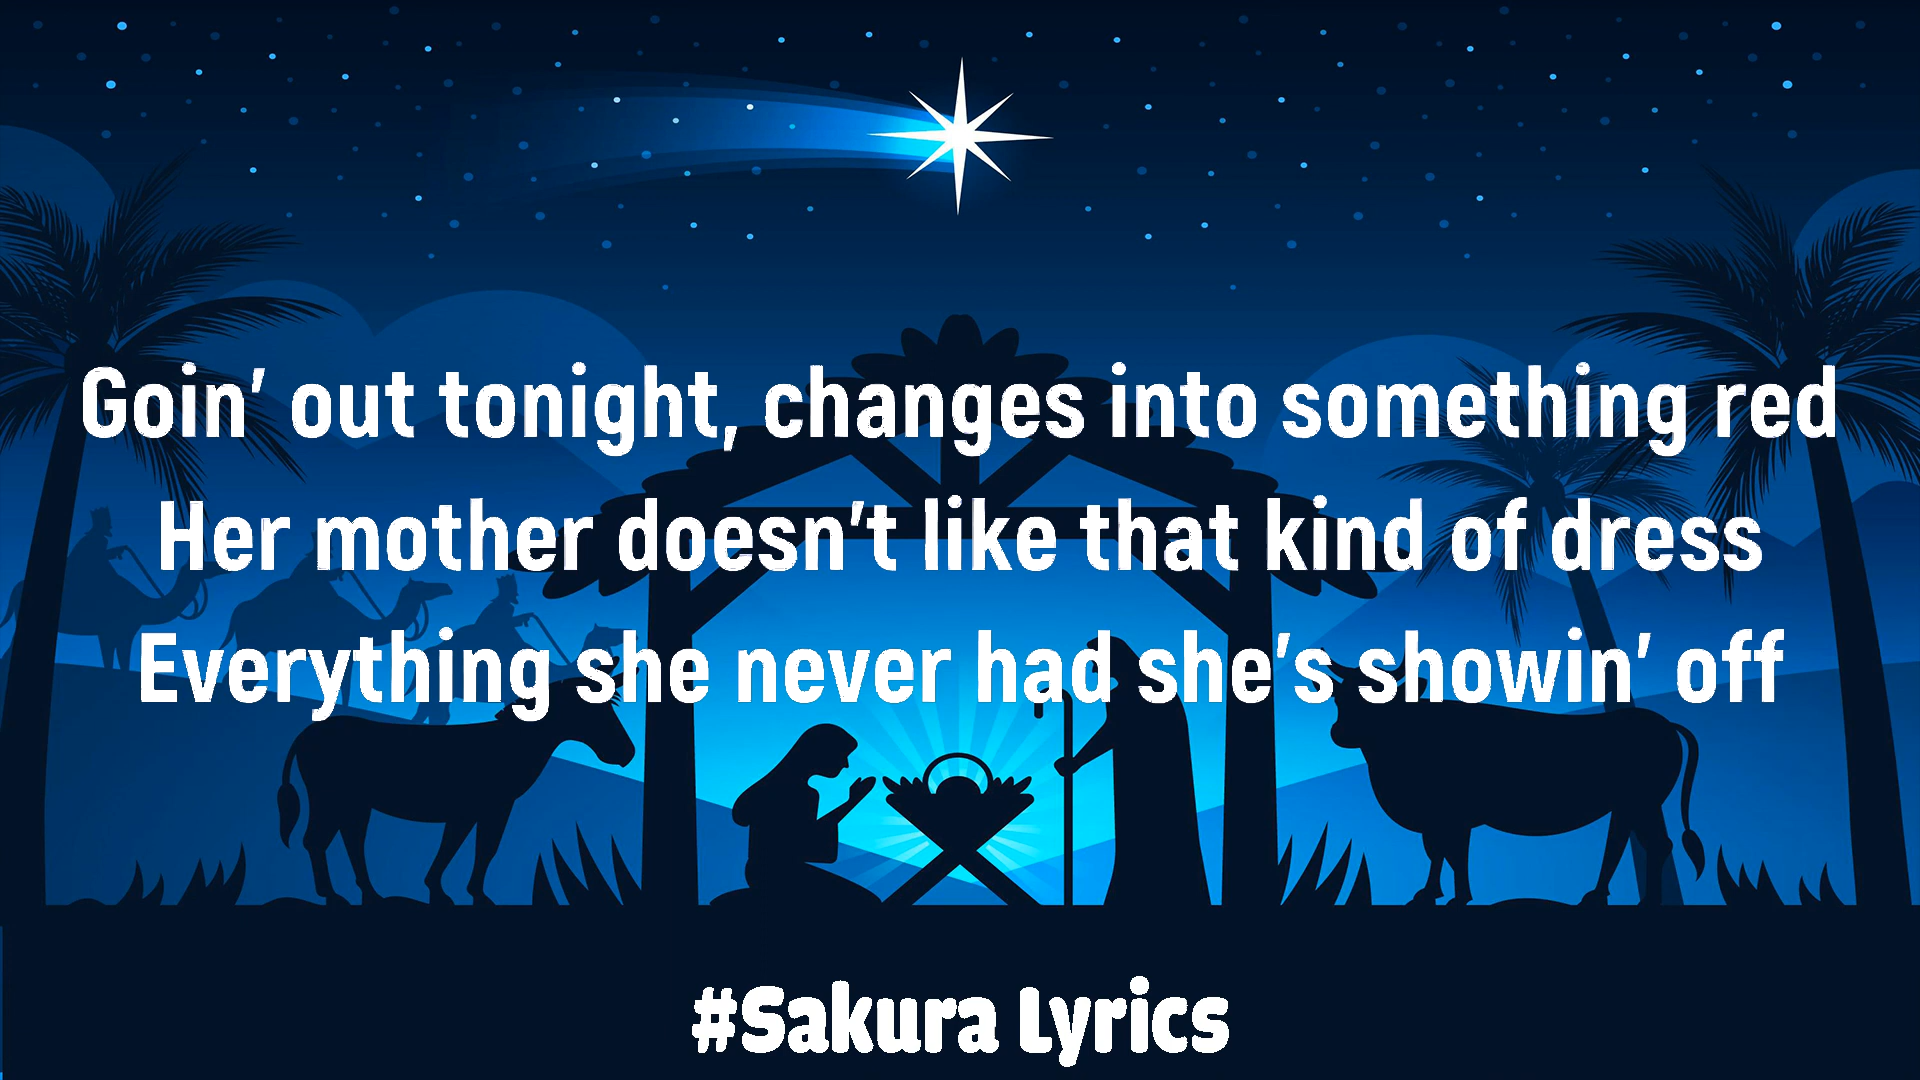 Goin’ out tonight, changes into something red
Her mother doesn’t like that kind of dress
Everything she never had she’s showin’ off
#Sakura Lyrics